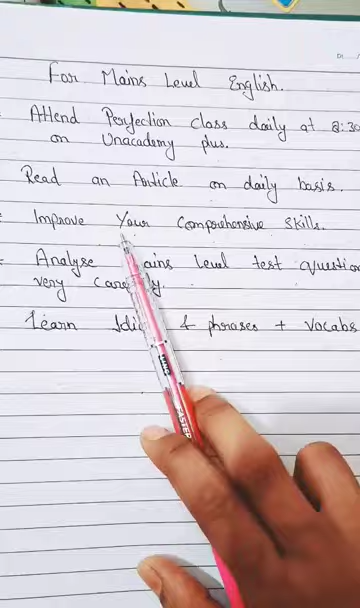 For Mains Level English.
Attend Perfection class daily at 8:30
on Unacademy plus.
Read an Article on daily basis.
Improve Your Comprehensive Skills.
Analyse level test question
very
Learn & phrases + Vocabs